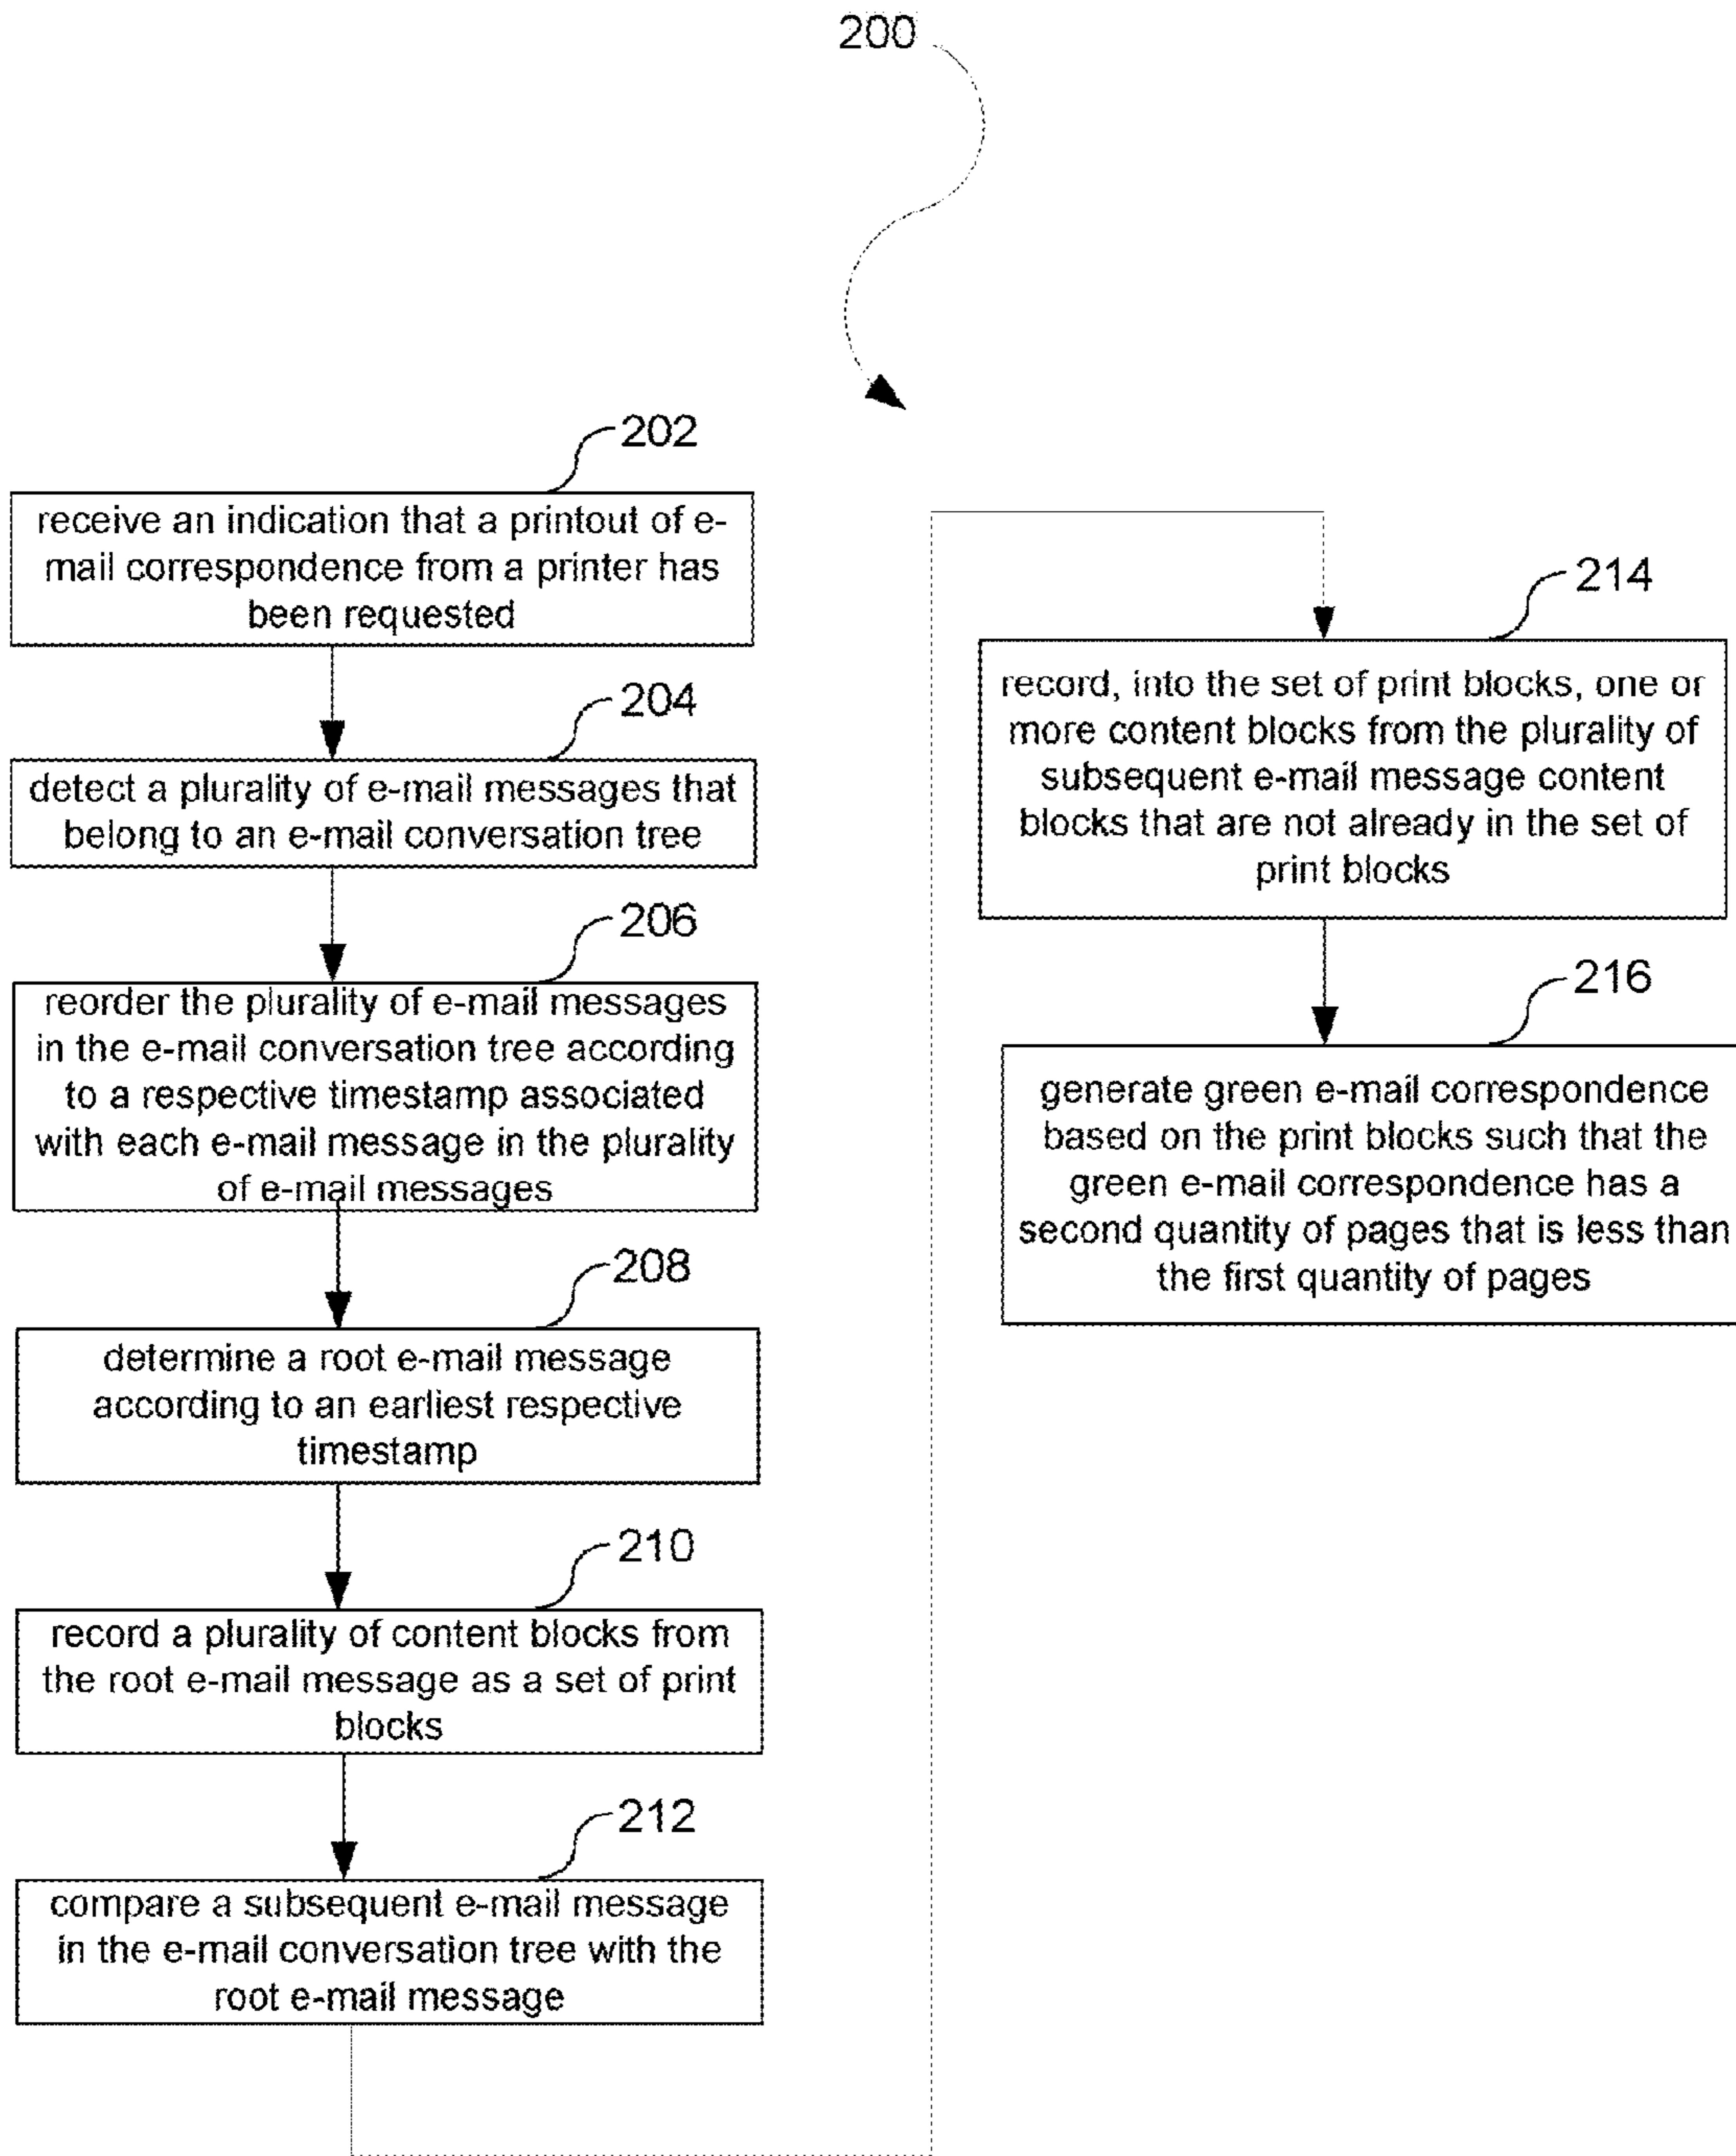 200
202
receive an indication that a printout of e-
mail correspondence from a printer has
been requested
204
detect a plurality of e-mail messages that
belong to an e-mail conversation tree
206
reorder the plurality of e-mail messages
in the e-mail conversation tree according
to a respective timestamp associated
with each e-mail message in the plurality
of e-mail messages
208
determine a root e-mail message
according to an earliest respective
timestamp
210
record a plurality of content blocks from
the root e-mail message as a set of print
blocks
212
compare a subsequent e-mail message
in the e-mail conversation tree with the
root e-mail message
214
record, into the set of print blocks, one or
more content blocks from the plurality of
subsequent e-mail message content
blocks that are not already in the set of
print blocks
216
generate green e-mail correspondence
based on the print blocks such that the
green e-mail correspondence has a
second quantity of pages that is less than
the first quantity of pages